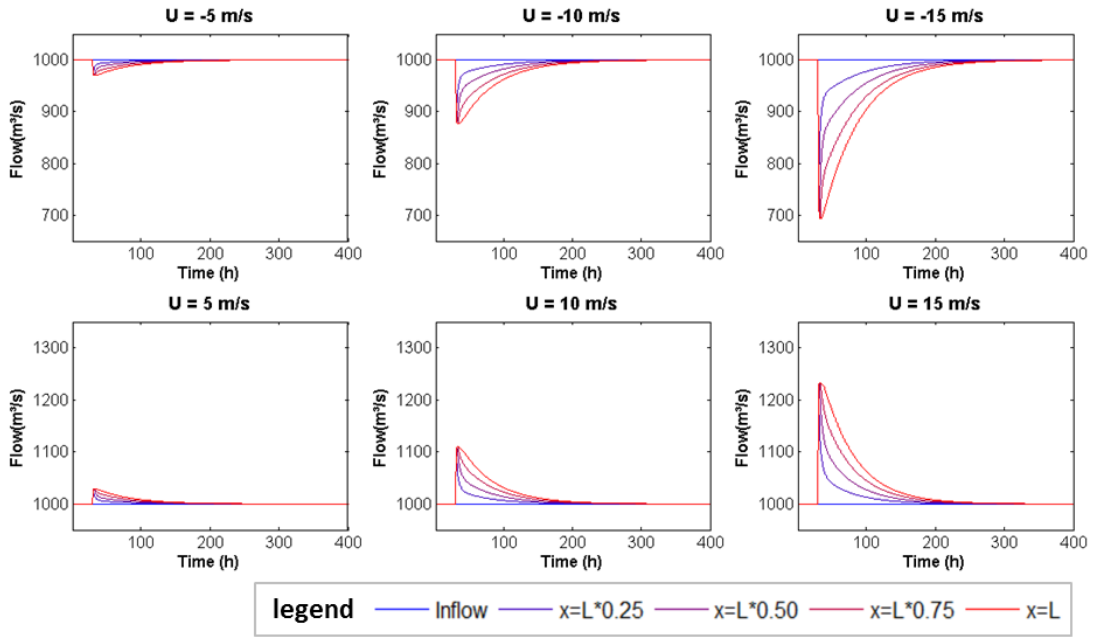 U = -5 m/s
U = -10 m/s
U = -15 m/s
1000
900
800
700
Flow(m³/s)
100 200 300 400
Time (h)
1000
900
800
700
Flow(m³/s)
100 200 300 400
Time (h)
1000
900
800
700
Flow(m³/s)
100 200 300 400
Time (h)
U = 5 m/s
U = 10 m/s
U = 15 m/s
1300
1200
1100
1000
Flow(m³/s)
100 200 300 400
Time (h)
1300
1200
1100
1000
Flow(m³/s)
100 200 300 400
Time (h)
1300
1200
1100
1000
Flow(m³/s)
100 200 300 400
Time (h)
legend Inflow x=L*0.25 x=L*0.50 x=L*0.75 x=L